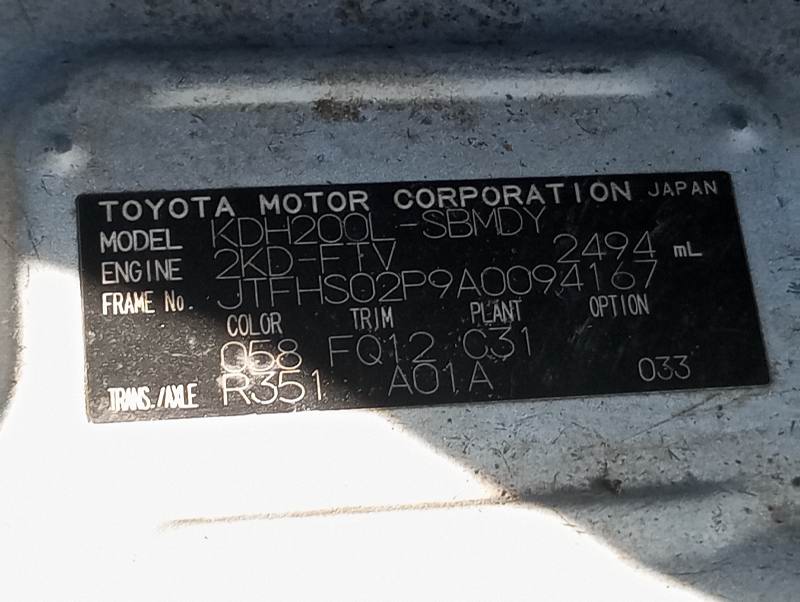 TOYOTA MOTOR CORPORATION JAPAN
MODEL KDH200L-SBMDY
ENGINE 2KD-FTV 2494 mL
FRAME No. JTFHS02P9A0094167
COLOR TRIM PLANT OPTION
058 FQ12 C31
TRANS./AXLE R351 A01A 033